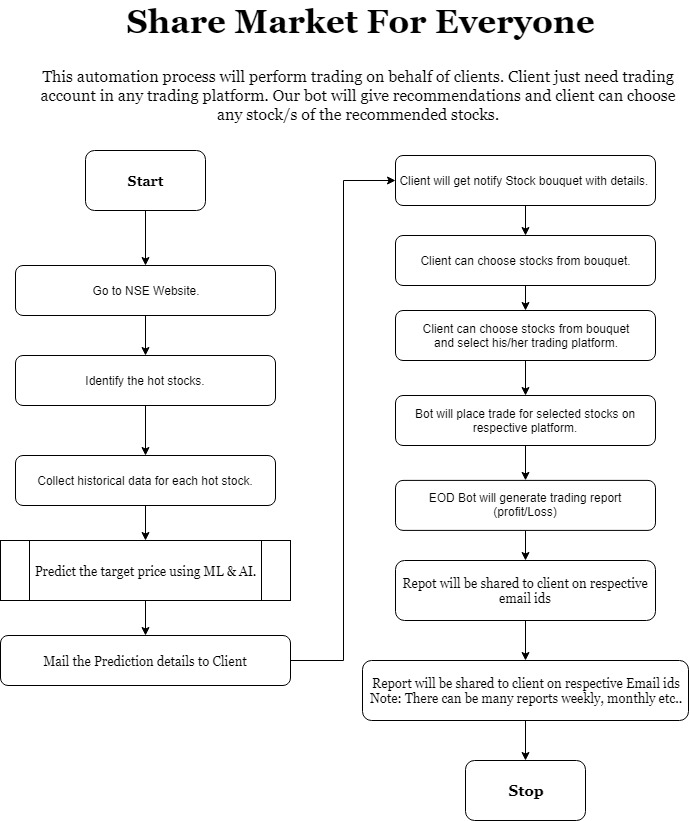 Share Market For Everyone
This automation process will perform trading on behalf of clients. Client just need trading
account in any trading platform. Our bot will give recommendations and client can choose
any stock/s of the recommended stocks.
Start
Go to NSE Website.
Identify the hot stocks.
Collect historical data for each hot stock.
Predict the target price using ML & AI.
Mail the Prediction details to Client
Client will get notify Stock bouquet with details.
Client can choose stocks from bouquet.
Client can choose stocks from bouquet
and select his/her trading platform.
Bot will place trade for selected stocks on
respective platform.
EOD Bot will generate trading report
(profit/Loss)
Repot will be shared to client on respective
email ids
Report will be shared to client on respective Email ids
Note: There can be many reports weekly, monthly etc..
Stop